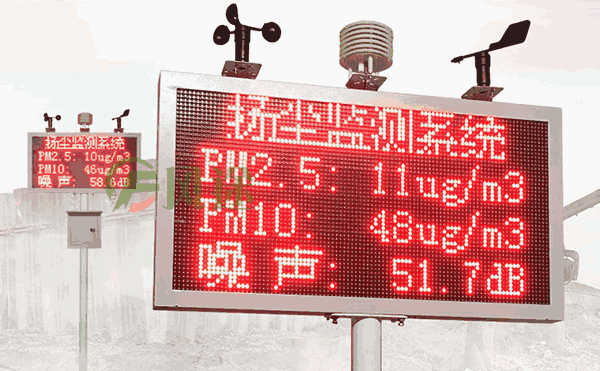 扬尘监测系统
PM2.5: 11ug/m3
PM10: 48ug/m3
噪声: 51.7dB
扬尘监测系统
PM2.5: 10ug/m3
PM10: 46ug/m3
噪声: 58.6dB